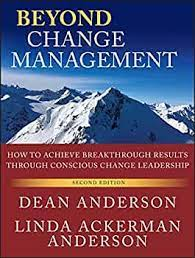 BEYOND
CHANGE
MANAGEMENT
HOW TO ACHIEVE BREAKTHROUGH RESULTS
THROUGH CONSCIOUS CHANGE LEADERSHIP
SECOND EDITION
DEAN ANDERSON
LINDA ACKERMAN
ANDERSON